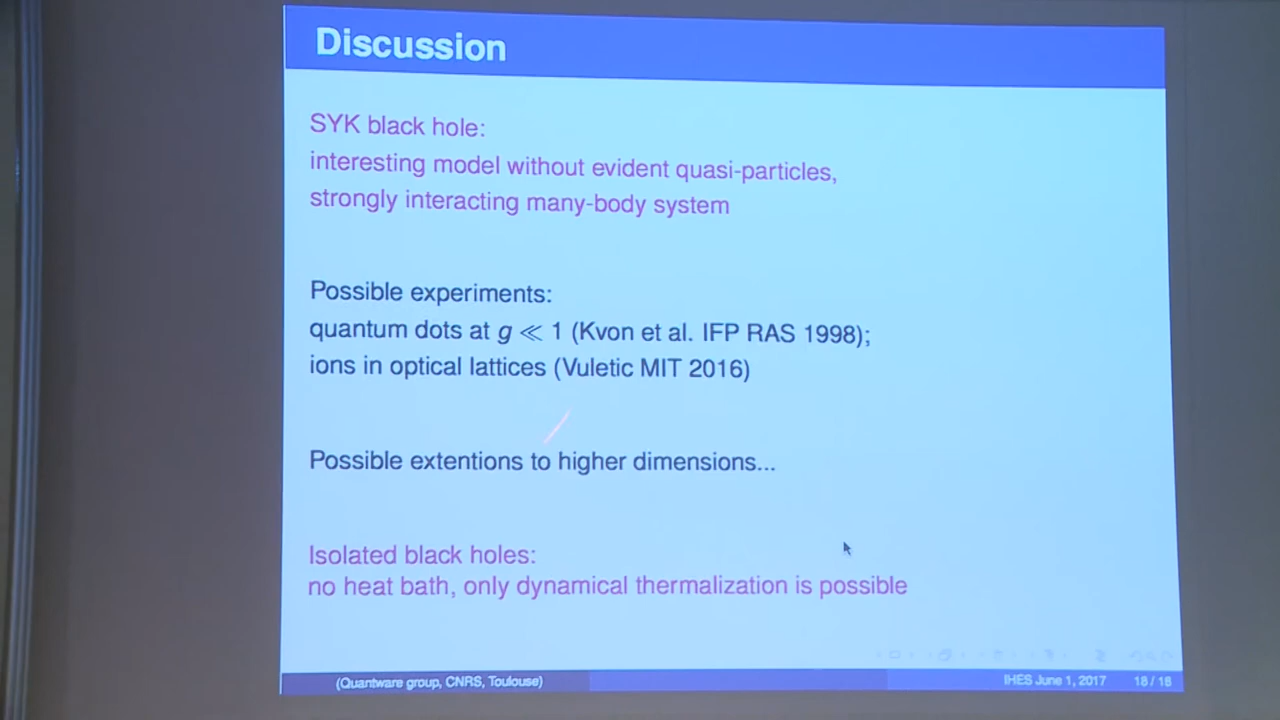 Discussion
SYK black hole:
interesting model without evident quasi-particles,
strongly interacting many-body system
Possible experiments:
quantum dots at g ≪ 1 (Kvon et al. IFP RAS 1998);
ions in optical lattices (Vuletic MIT 2016)
Possible extentions to higher dimensions...
Isolated black holes:
no heat bath, only dynamical thermalization is possible
(Quantware group, CNRS, Toulouse)
IHES June 1, 2017
18 / 18